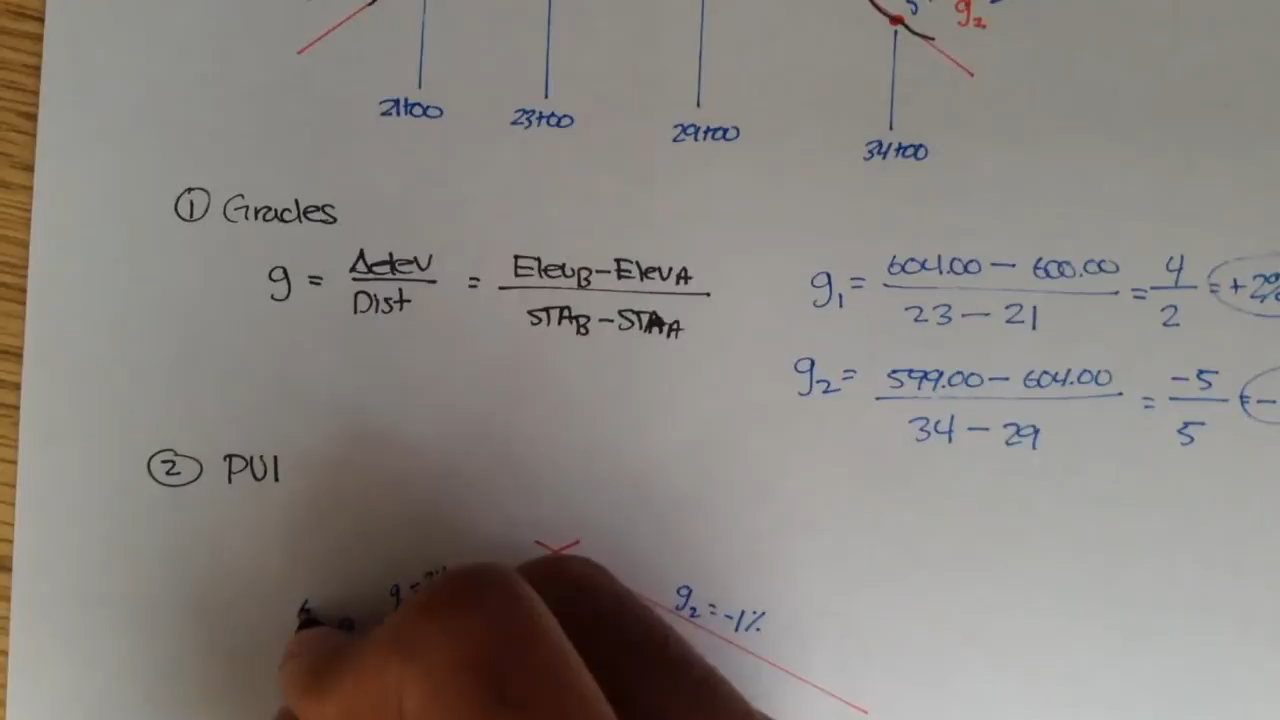 g₂
21+00
23+00
29+00
34+00
① Grades
g = Δelev / Dist = ElevB - ElevA / STAB - STAA
g₁ = 604.00 - 600.00 / 23 - 21 = 4 / 2 = +2%
g₂ = 599.00 - 604.00 / 34 - 29 = -5 / 5 = -
② PVI
g₂ = -1%